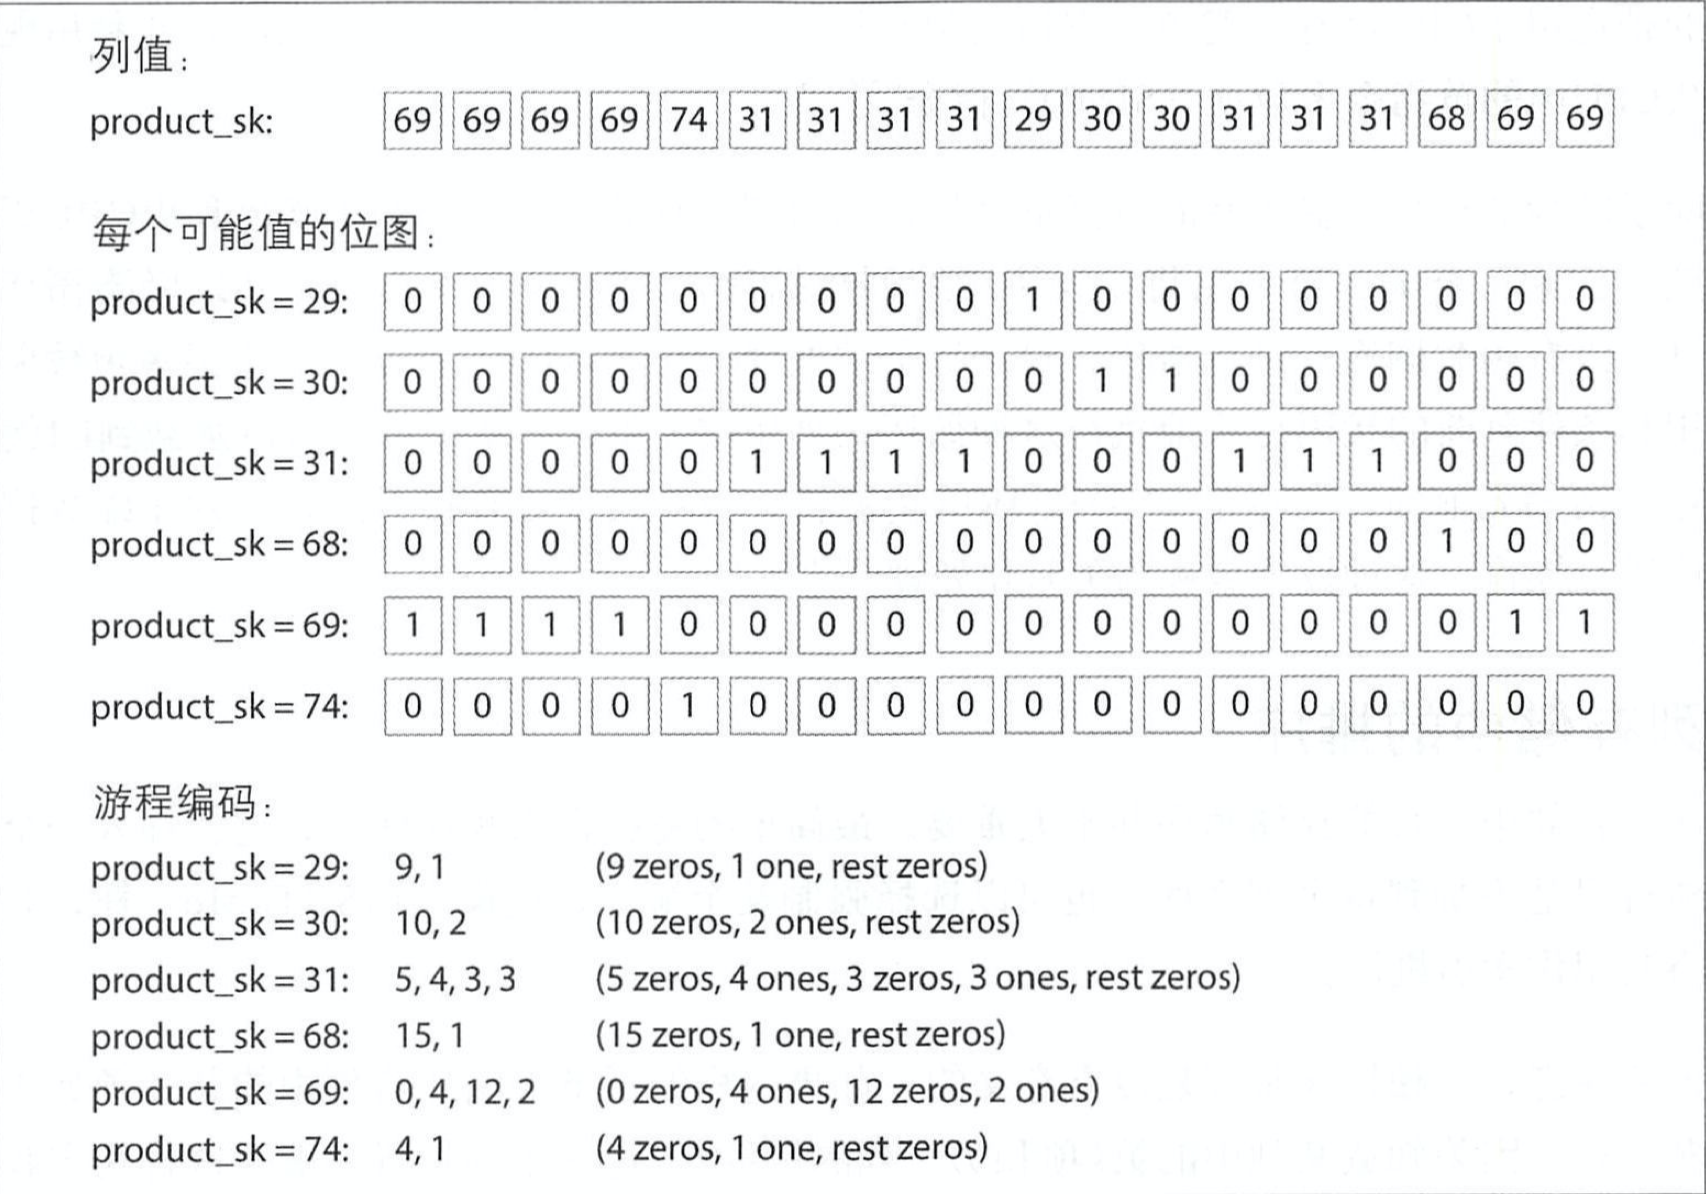 列值：
product_sk: 69 69 69 69 74 31 31 31 31 29 30 30 31 31 31 68 69 69
每个可能值的位图：
product_sk = 29: 0 0 0 0 0 0 0 0 0 1 0 0 0 0 0 0 0 0
product_sk = 30: 0 0 0 0 0 0 0 0 0 0 1 1 0 0 0 0 0 0
product_sk = 31: 0 0 0 0 0 1 1 1 1 0 0 0 1 1 1 0 0 0
product_sk = 68: 0 0 0 0 0 0 0 0 0 0 0 0 0 0 0 1 0 0
product_sk = 69: 1 1 1 1 0 0 0 0 0 0 0 0 0 0 0 0 1 1
product_sk = 74: 0 0 0 0 1 0 0 0 0 0 0 0 0 0 0 0 0 0
游程编码：
product_sk = 29: 9, 1 (9 zeros, 1 one, rest zeros)
product_sk = 30: 10, 2 (10 zeros, 2 ones, rest zeros)
product_sk = 31: 5, 4, 3, 3 (5 zeros, 4 ones, 3 zeros, 3 ones, rest zeros)
product_sk = 68: 15, 1 (15 zeros, 1 one, rest zeros)
product_sk = 69: 0, 4, 12, 2 (0 zeros, 4 ones, 12 zeros, 2 ones)
product_sk = 74: 4, 1 (4 zeros, 1 one, rest zeros)